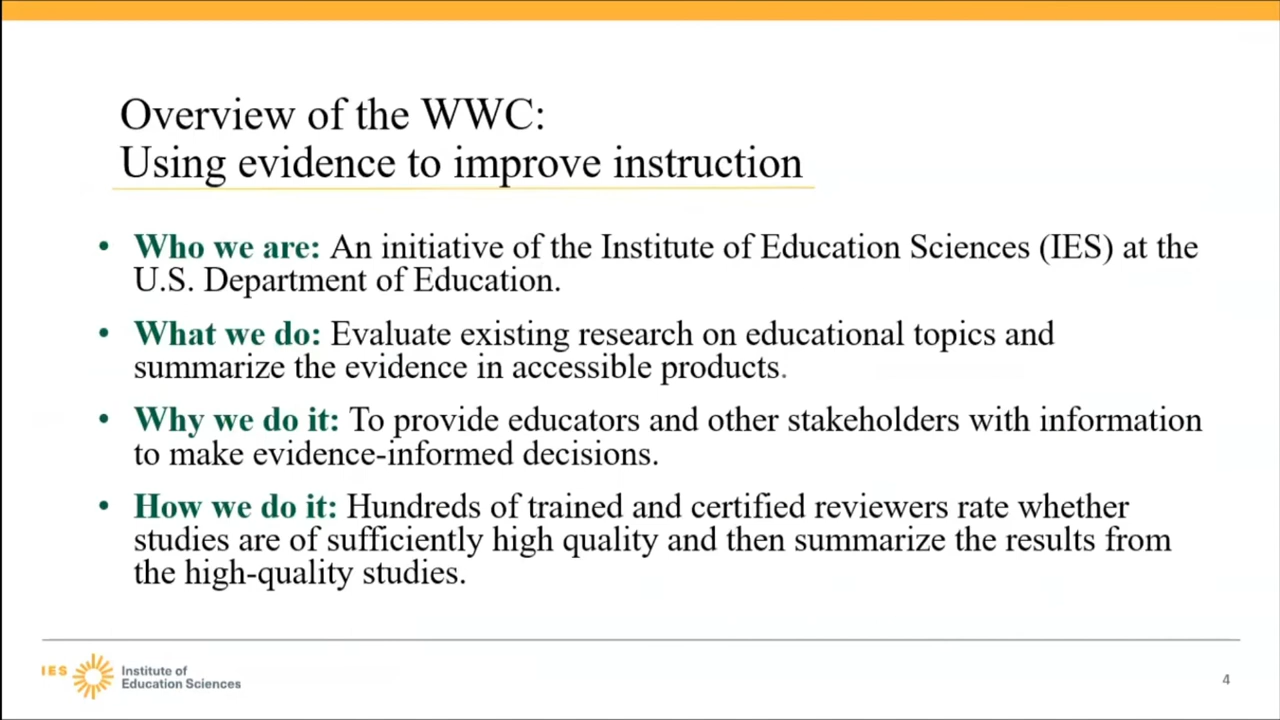 Overview of the WWC:
Using evidence to improve instruction
• Who we are: An initiative of the Institute of Education Sciences (IES) at the
U.S. Department of Education.
• What we do: Evaluate existing research on educational topics and
summarize the evidence in accessible products.
• Why we do it: To provide educators and other stakeholders with information
to make evidence-informed decisions.
• How we do it: Hundreds of trained and certified reviewers rate whether
studies are of sufficiently high quality and then summarize the results from
the high-quality studies.
IES
Institute of
Education Sciences
4